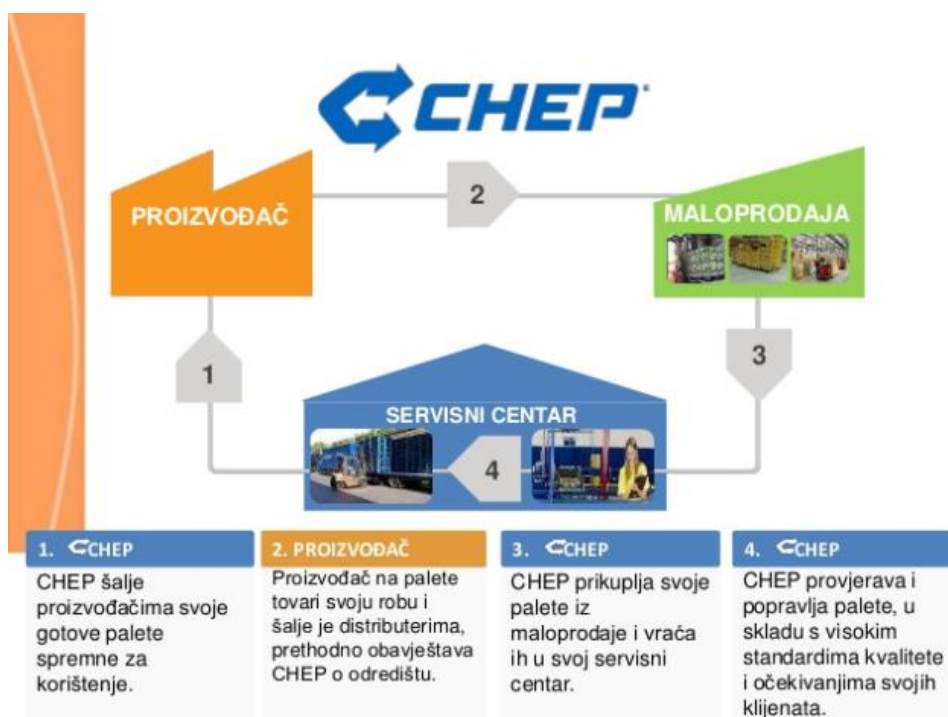 CHEP
PROIZVOĐAČ
2
MALOPRODAJA
1
3
SERVISNI CENTAR
4
1. CHEP
CHEP šalje
proizvođačima svoje
gotove palete
spremne za
korištenje.
2. PROIZVOĐAČ
Proizvođač na palete
tovari svoju robu i
šalje je distributerima,
prethodno obavještava
CHEP o odredištu.
3. CHEP
CHEP prikuplja svoje
palete iz
maloprodaje i vraća
ih u svoj servisni
centar.
4. CHEP
CHEP provjerava i
popravlja palete, u
skladu s visokim
standardima kvalitete
i očekivanjima svojih
klijenata.